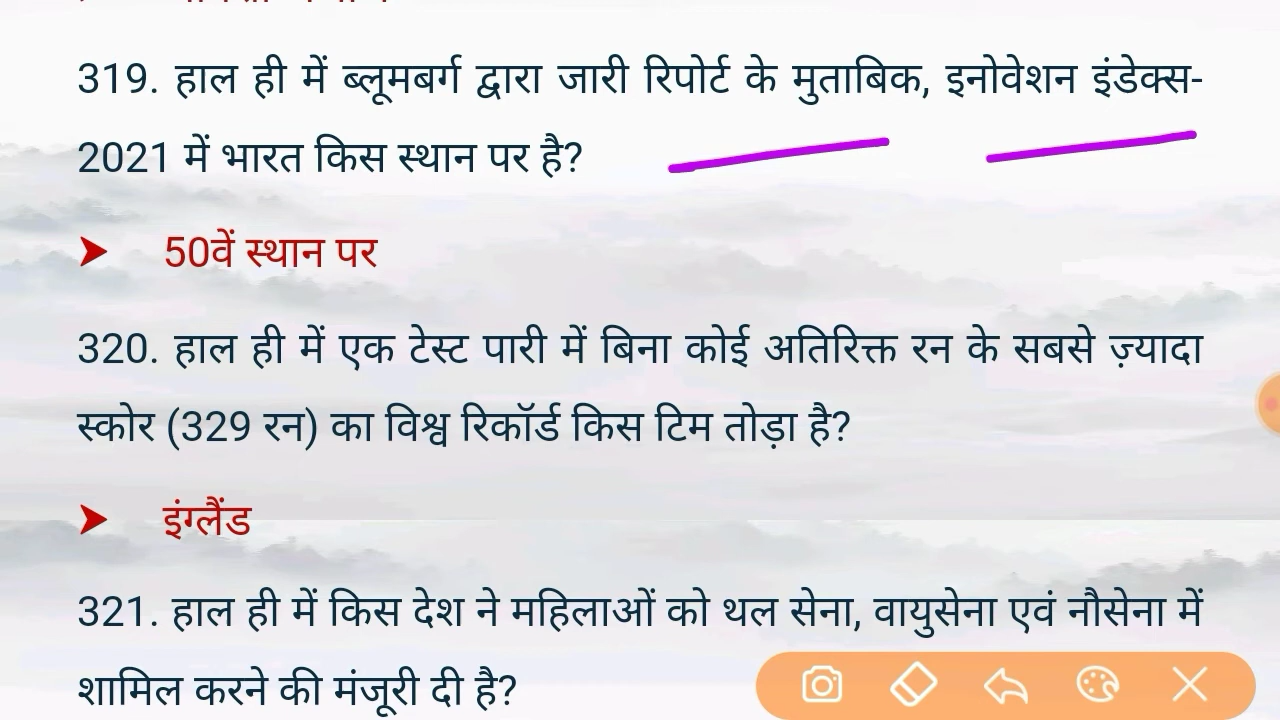 319. हाल ही में ब्लूमबर्ग द्वारा जारी रिपोर्ट के मुताबिक, इनोवेशन इंडेक्स-
2021 में भारत किस स्थान पर है?
➤ 50वें स्थान पर
320. हाल ही में एक टेस्ट पारी में बिना कोई अतिरिक्त रन के सबसे ज़्यादा
स्कोर (329 रन) का विश्व रिकॉर्ड किस टिम तोड़ा है?
➤ इंग्लैंड
321. हाल ही में किस देश ने महिलाओं को थल सेना, वायुसेना एवं नौसेना में
शामिल करने की मंजूरी दी है?